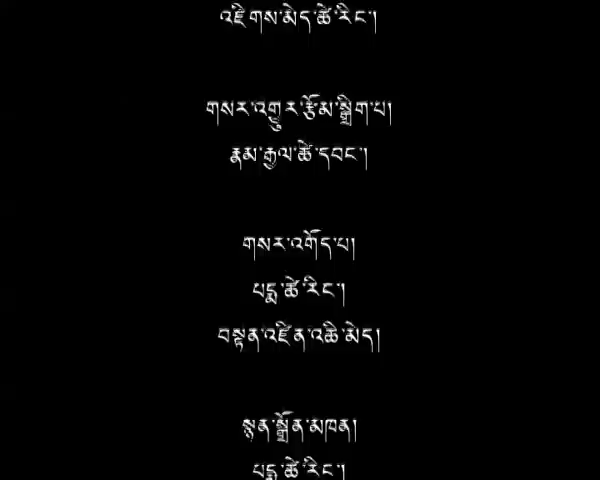 འཇིགས་མེད་ཚེ་རིང་།
གསར་འགྱུར་རྩོམ་སྒྲིག་པ།
རྣམ་རྒྱལ་ཚེ་དབང་།
གསར་འགོད་པ།
པདྨ་ཚེ་རིང་།
བསྟན་འཛིན་འཆི་མེད།
སྙན་སྒྲོན་མཁན།
པདྨ་ཚེ་རིང་།